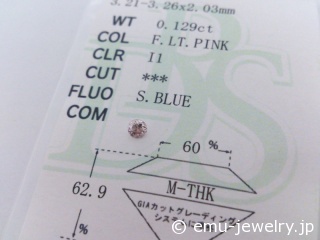 3.21-3.26x2.03mm
WT 0.129ct
COL F.LT.PINK
CLR I1
CUT ***
FLUO S.BLUE
COM
60 %
62.9
M-THK
GIAカットグレーディング
システムに
© emu-jewelry.jp